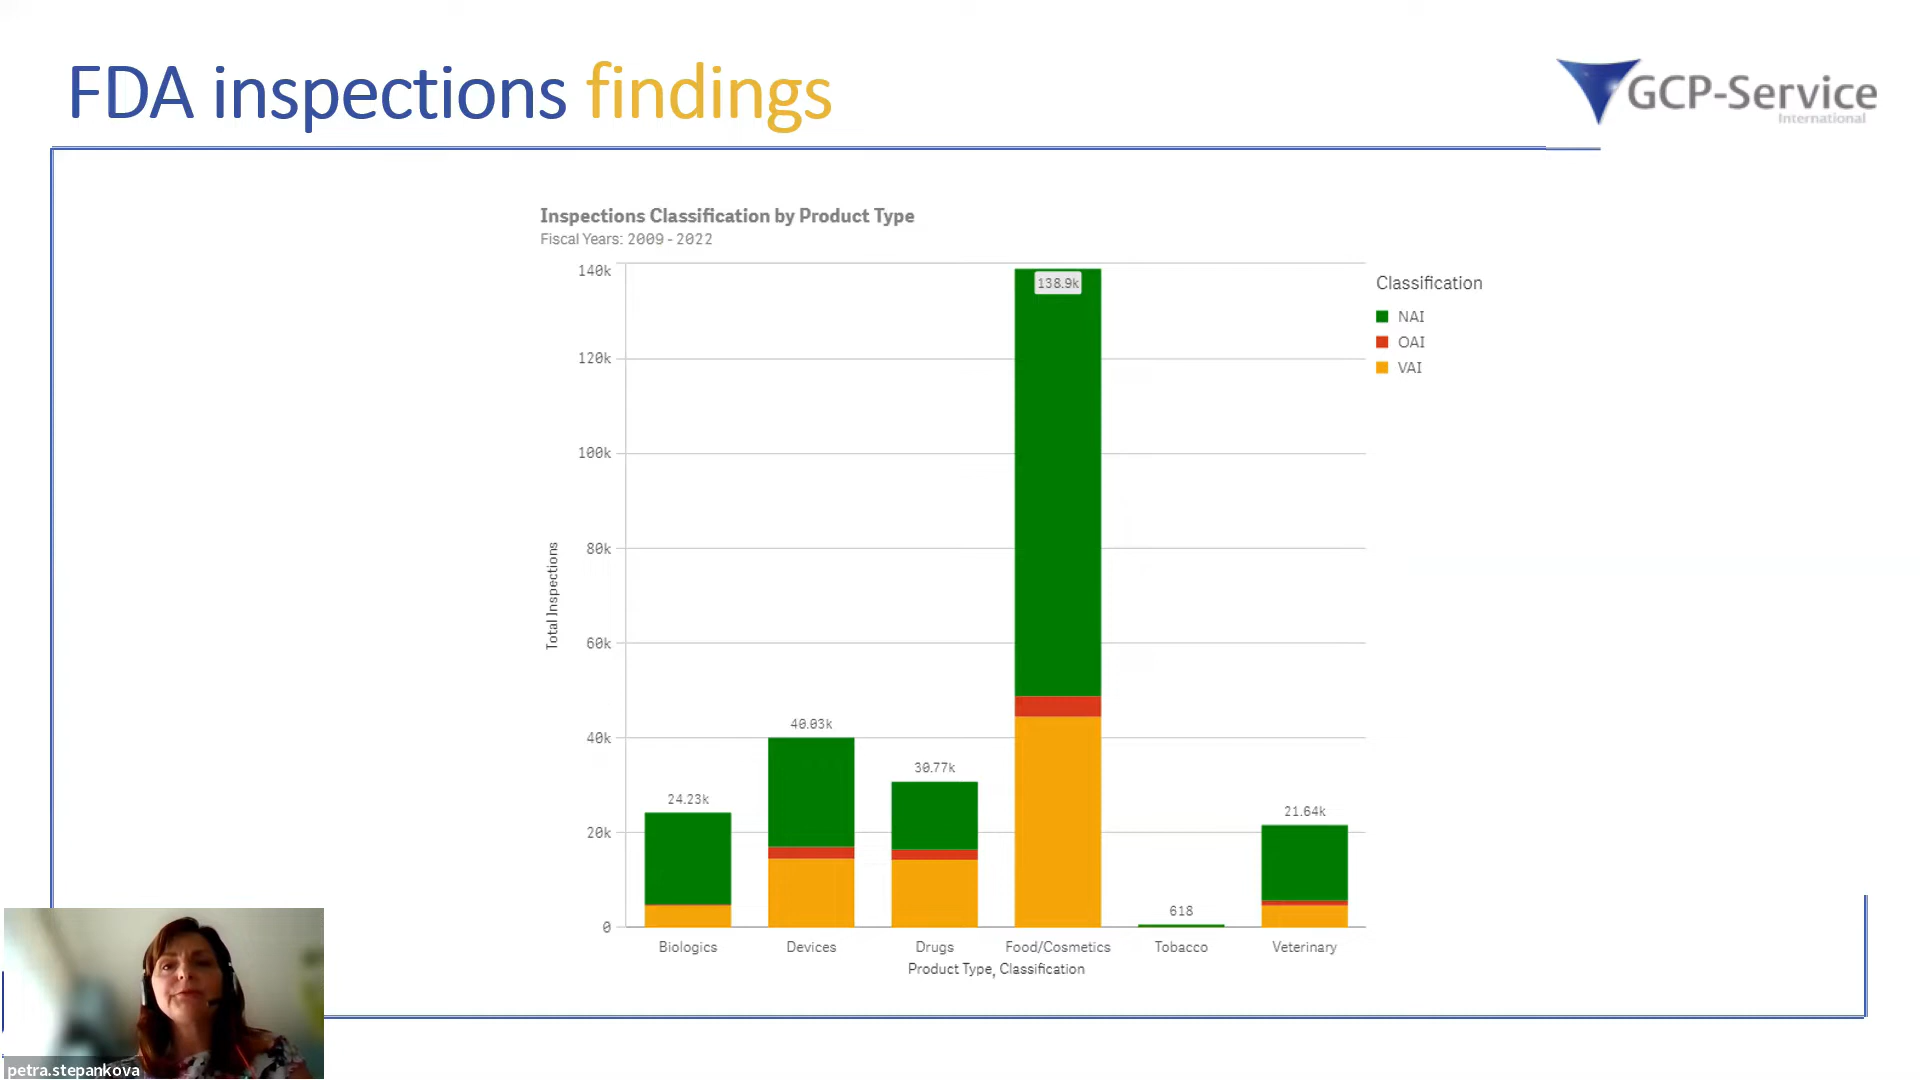 FDA inspections findings
GCP-Service
International
Inspections Classification by Product Type
Fiscal Years: 2009 - 2022
140k
120k
100k
80k
60k
40k
20k
0
Total Inspections
24.23k
40.03k
30.77k
138.9k
618
21.64k
Biologics
Devices
Drugs
Food/Cosmetics
Tobacco
Veterinary
Product Type, Classification
Classification
NAI
OAI
VAI
petra.stepankova